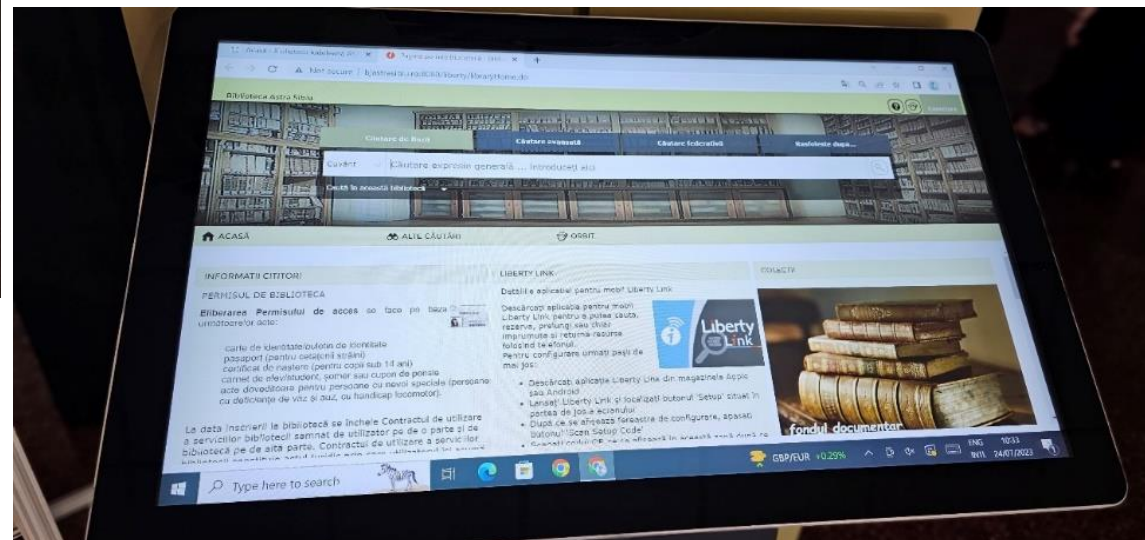 Not secure
Biblioteca Astra Sibiu
Căutare de Bază
Căutare avansată
Căutare federativă
Răsfoiește după...
Cuvânt
Căutare expresie generală ... Introduceți aici
Caută în această bibliotecă
ACASĂ
ALTE CĂUTĂRI
ORBIT
INFORMATII CITITORI
PERMISUL DE BIBLIOTECA
Eliberarea Permisului de acces se face pe baza
următoarelor acte:
carte de identitate/buletin de identitate
pasaport (pentru cetațenii străini)
certificat de naștere (pentru copii sub 14 ani)
carnet de elev/student, șomer sau cupon de pensie
acte doveditoare pentru persoane cu nevoi speciale (persoane
cu deficiențe de văz și auz, cu handicap locomotor).
La data înscrierii la bibliotecă se încheie Contractul de utilizare
a serviciilor bibliotecii semnat de utilizator pe de o parte și de
bibliotecă pe de altă parte. Contractul de utilizare a serviciilor
LIBERTY LINK
Detaliile aplicației pentru mobil Liberty Link
Descărcați aplicația pentru mobil
Liberty Link pentru a putea căuta,
rezerva, prelungi sau chiar
împrumuta și returna resurse
folosind telefonul.
Pentru configurare urmați pașii de
mai jos:
Liberty
Link
Descărcați aplicația Liberty Link din magazinele Apple
sau Android
Lansați Liberty Link și localizați butonul 'Setup' situat în
partea de jos a ecranului
După ce se afișează fereastra de configurare, apăsați
butonul 'Scan Setup Code'
COLECȚII
fondul documentar
Type here to search
GBP/EUR +0.29%
ENG
INTL
10:33
24/07/2023